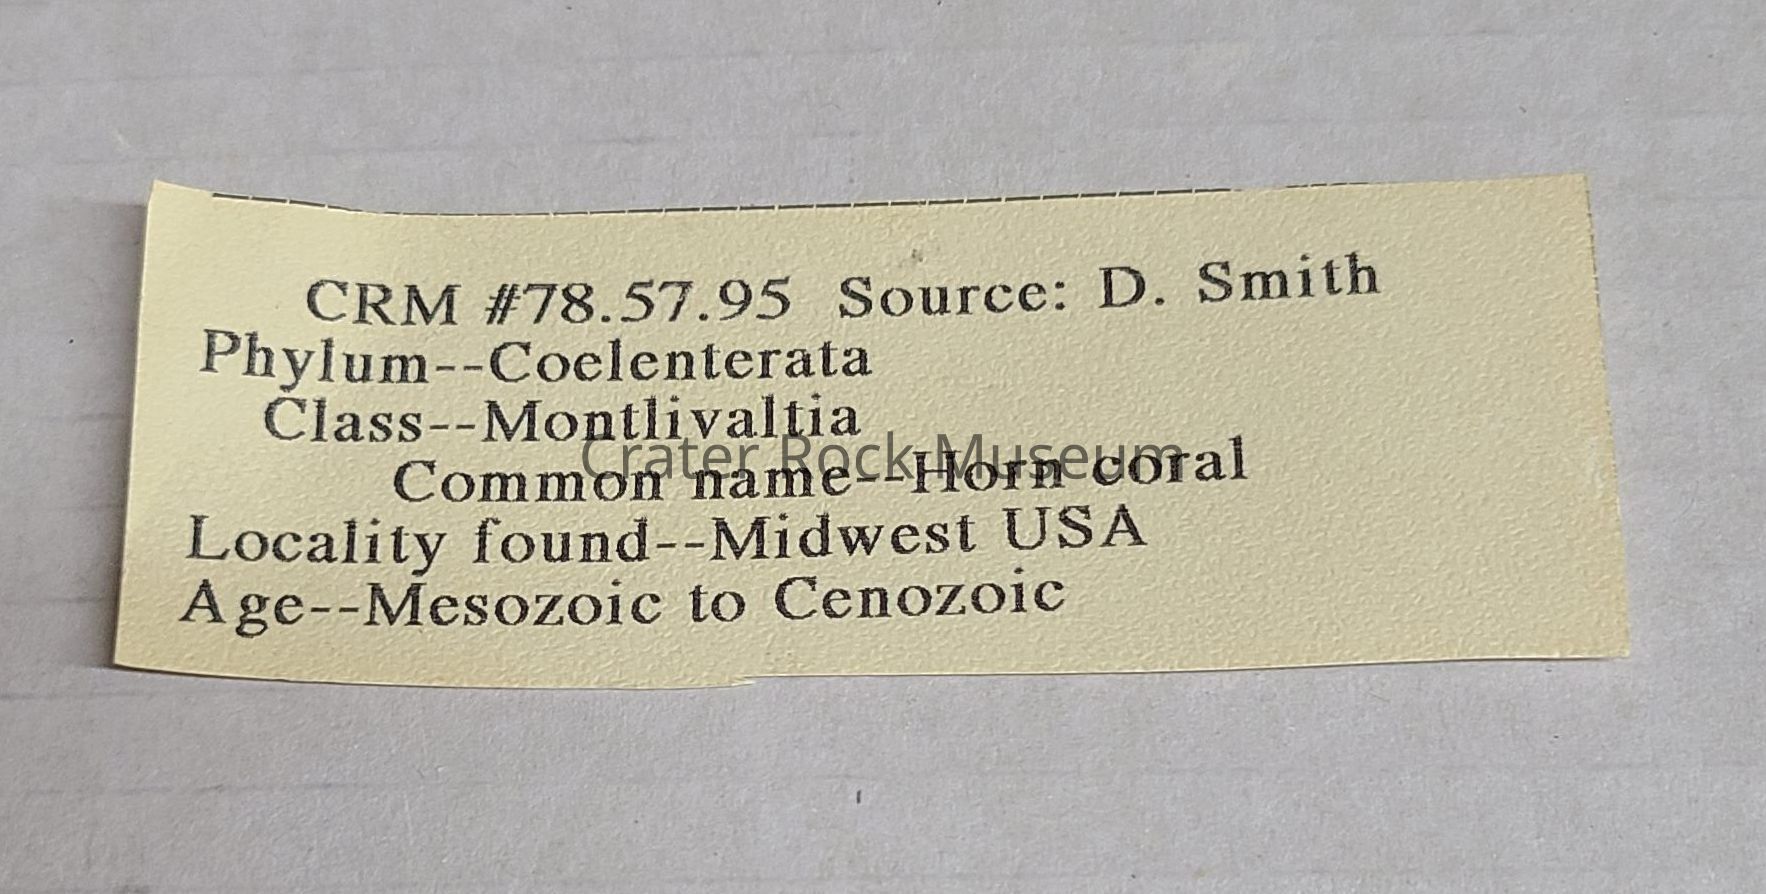 CRM #78.57.95 Source: D. Smith
Phylum--Coelenterata
Class--Montlivaltia
Common name--Horn coral
Crater Rock Museum
Locality found--Midwest USA
Age--Mesozoic to Cenozoic